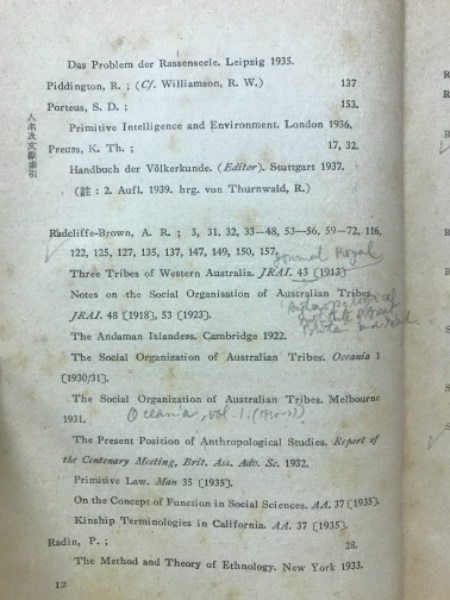 Das Problem der Rassenseele. Leipzig 1935.
Piddington, R. ; (Cf. Williamson, R. W.) 137
Porteus, S. D. ; 153.
Primitive Intelligence and Environment. London 1936.
Preuss, K. Th. ; 17, 32.
Handbuch der Völkerkunde. (Editor). Stuttgart 1937.
(註 : 2. Aufl. 1939. hrg. von Thurnwald, R.)
人名及文獻索引
Radcliffe-Brown, A. R. ; 3, 31, 32, 33—48, 53—56, 59—72, 116,
122, 125, 127, 135, 137, 147, 149, 150, 157.
Journal Royal
Three Tribes of Western Australia. JRAI. 43 〔1913〕
Notes on the Social Organisation of Australian Tribes.
Anthropological
Institute of Great
Britain and
JRAI. 48 〔1918〕, 53 〔1923〕.
The Andaman Islanders. Cambridge 1922.
The Social Organization of Australian Tribes. Oceania 1
〔1930/31〕.
The Social Organization of Australian Tribes. Melbourne
1931. Oceania, vol. 1.
The Present Position of Anthropological Studies. Report of
the Centenary Meeting, Brit. Ass. Adv. Sc. 1932.
Primitive Law. Man 35 〔1935〕.
On the Concept of Function in Social Sciences. AA. 37 〔1935〕.
Kinship Terminologies in California. AA. 37 〔1935〕.
Radin, P. ; 28.
The Method and Theory of Ethnology. New York 1933.
12